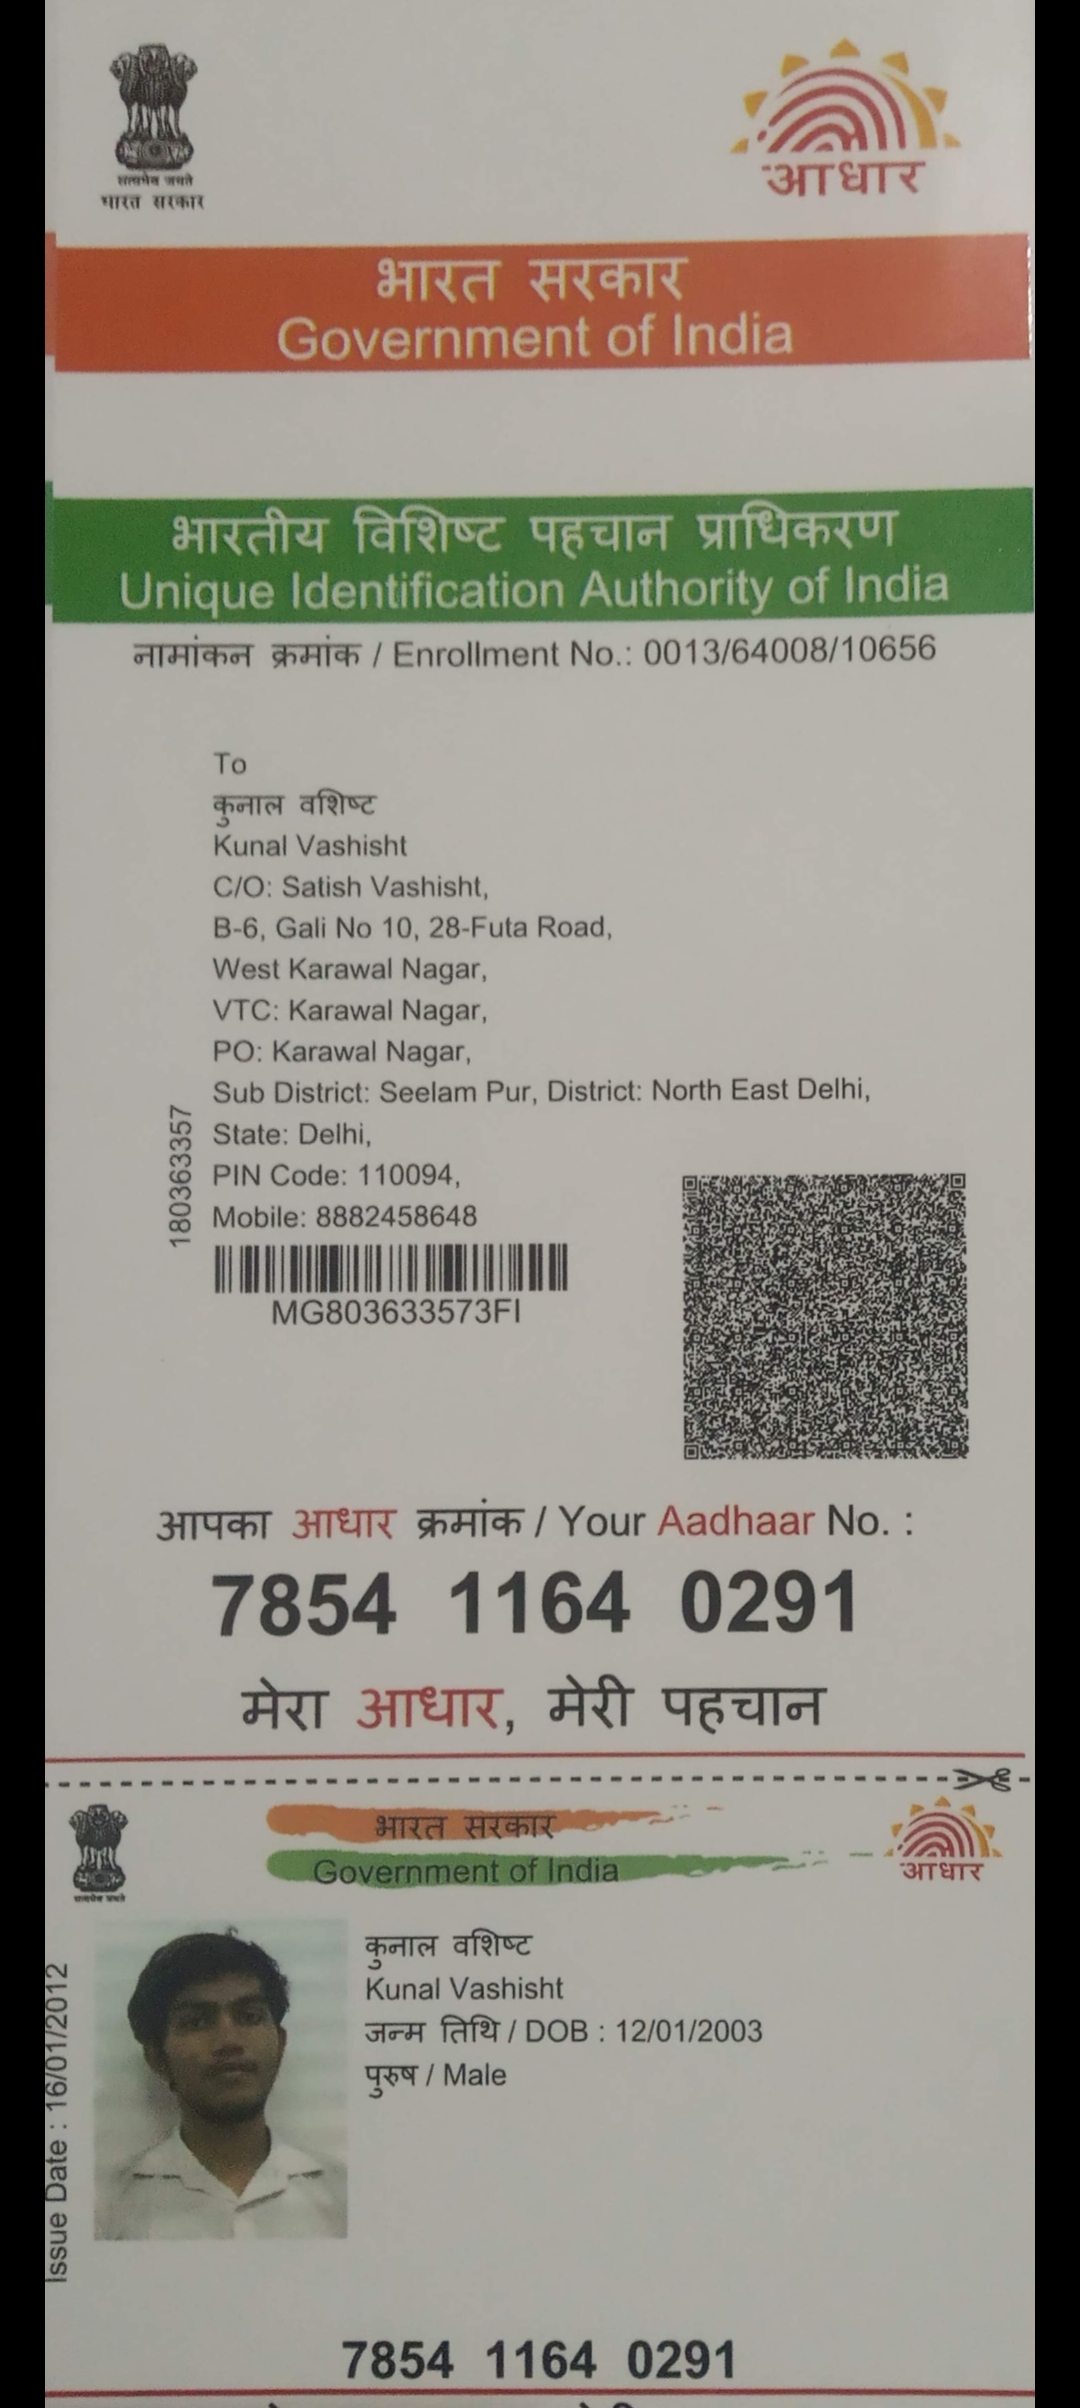 सत्यमेव जयते
भारत सरकार
आधार
भारत सरकार
Government of India
भारतीय विशिष्ट पहचान प्राधिकरण
Unique Identification Authority of India
नामांकन क्रमांक / Enrollment No.: 0013/64008/10656
To
कुनाल वशिष्ट
Kunal Vashisht
C/O: Satish Vashisht,
B-6, Gali No 10, 28-Futa Road,
West Karawal Nagar,
VTC: Karawal Nagar,
PO: Karawal Nagar,
Sub District: Seelam Pur, District: North East Delhi,
State: Delhi,
PIN Code: 110094,
Mobile: 8882458648
180363357
MG803633573FI
आपका आधार क्रमांक / Your Aadhaar No. :
7854 1164 0291
मेरा आधार, मेरी पहचान
सत्यमेव जयते
भारत सरकार
Government of India
आधार
Issue Date : 16/01/2012
कुनाल वशिष्ट
Kunal Vashisht
जन्म तिथि / DOB : 12/01/2003
पुरुष / Male
7854 1164 0291